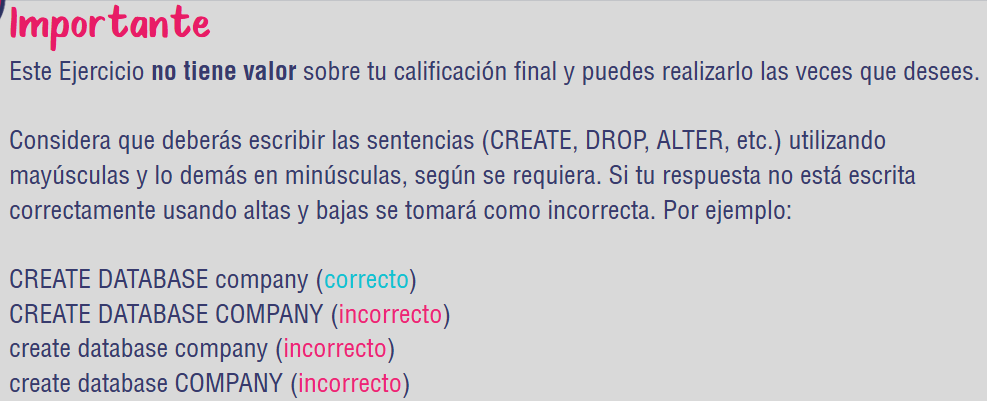 Importante
Este Ejercicio no tiene valor sobre tu calificación final y puedes realizarlo las veces que desees.
Considera que deberás escribir las sentencias (CREATE, DROP, ALTER, etc.) utilizando
mayúsculas y lo demás en minúsculas, según se requiera. Si tu respuesta no está escrita
correctamente usando altas y bajas se tomará como incorrecta. Por ejemplo:
CREATE DATABASE company (correcto)
CREATE DATABASE COMPANY (incorrecto)
create database company (incorrecto)
create database COMPANY (incorrecto)